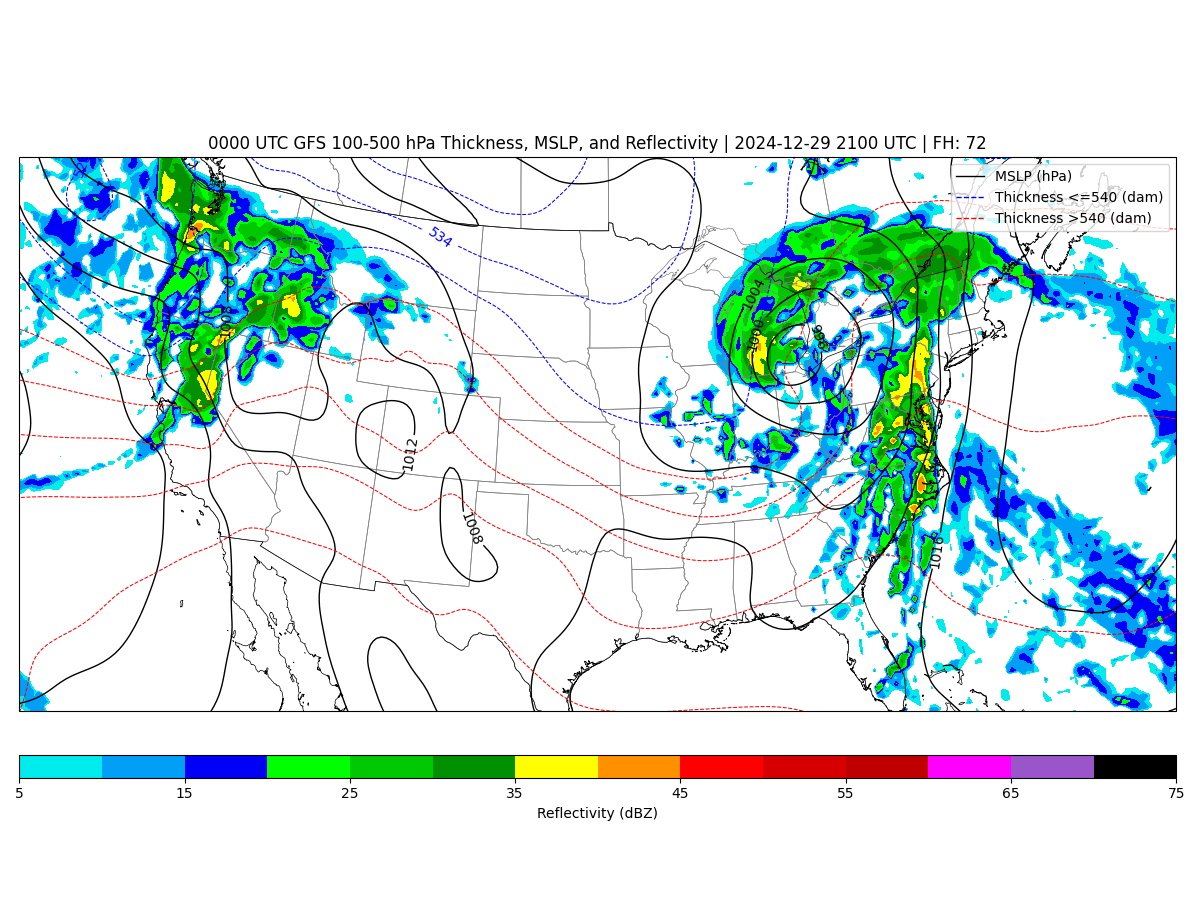 0000 UTC GFS 100-500 hPa Thickness, MSLP, and Reflectivity | 2024-12-29 2100 UTC | FH: 72
MSLP (hPa)
Thickness <=540 (dam)
Thickness >540 (dam)
534
1004
1008
1000
996
1012
1008
1016
5 15 25 35 45 55 65 75
Reflectivity (dBZ)